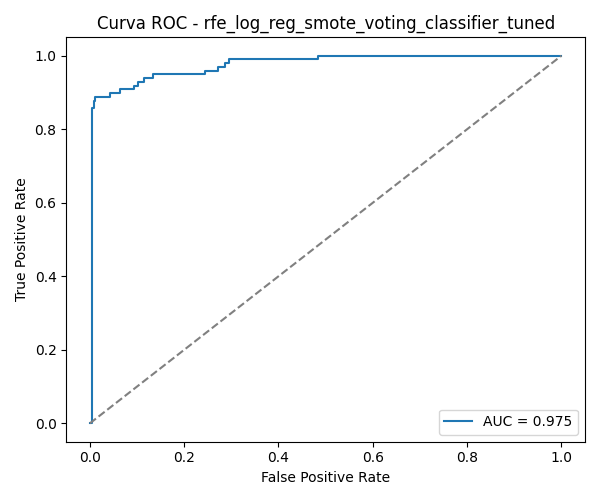 Curva ROC - rfe_log_reg_smote_voting_classifier_tuned
1.0
0.8
0.6
0.4
0.2
0.0
True Positive Rate
AUC = 0.975
0.0 0.2 0.4 0.6 0.8 1.0
False Positive Rate